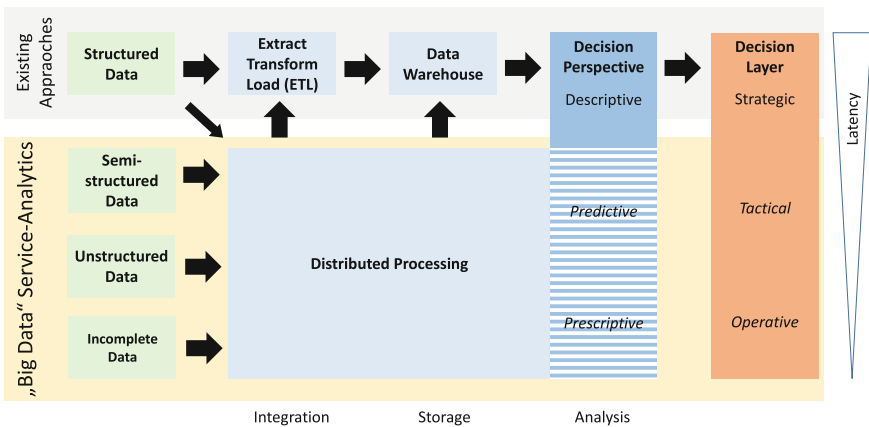 Existing
Appraoches
Structured
Data
Extract
Transform
Load (ETL)
Data
Warehouse
Decision
Perspective
Descriptive
Decision
Layer
Strategic
Latency
„Big Data“ Service-Analytics
Semi-
structured
Data
Unstructured
Data
Incomplete
Data
Distributed Processing
Predictive
Prescriptive
Tactical
Operative
Integration
Storage
Analysis